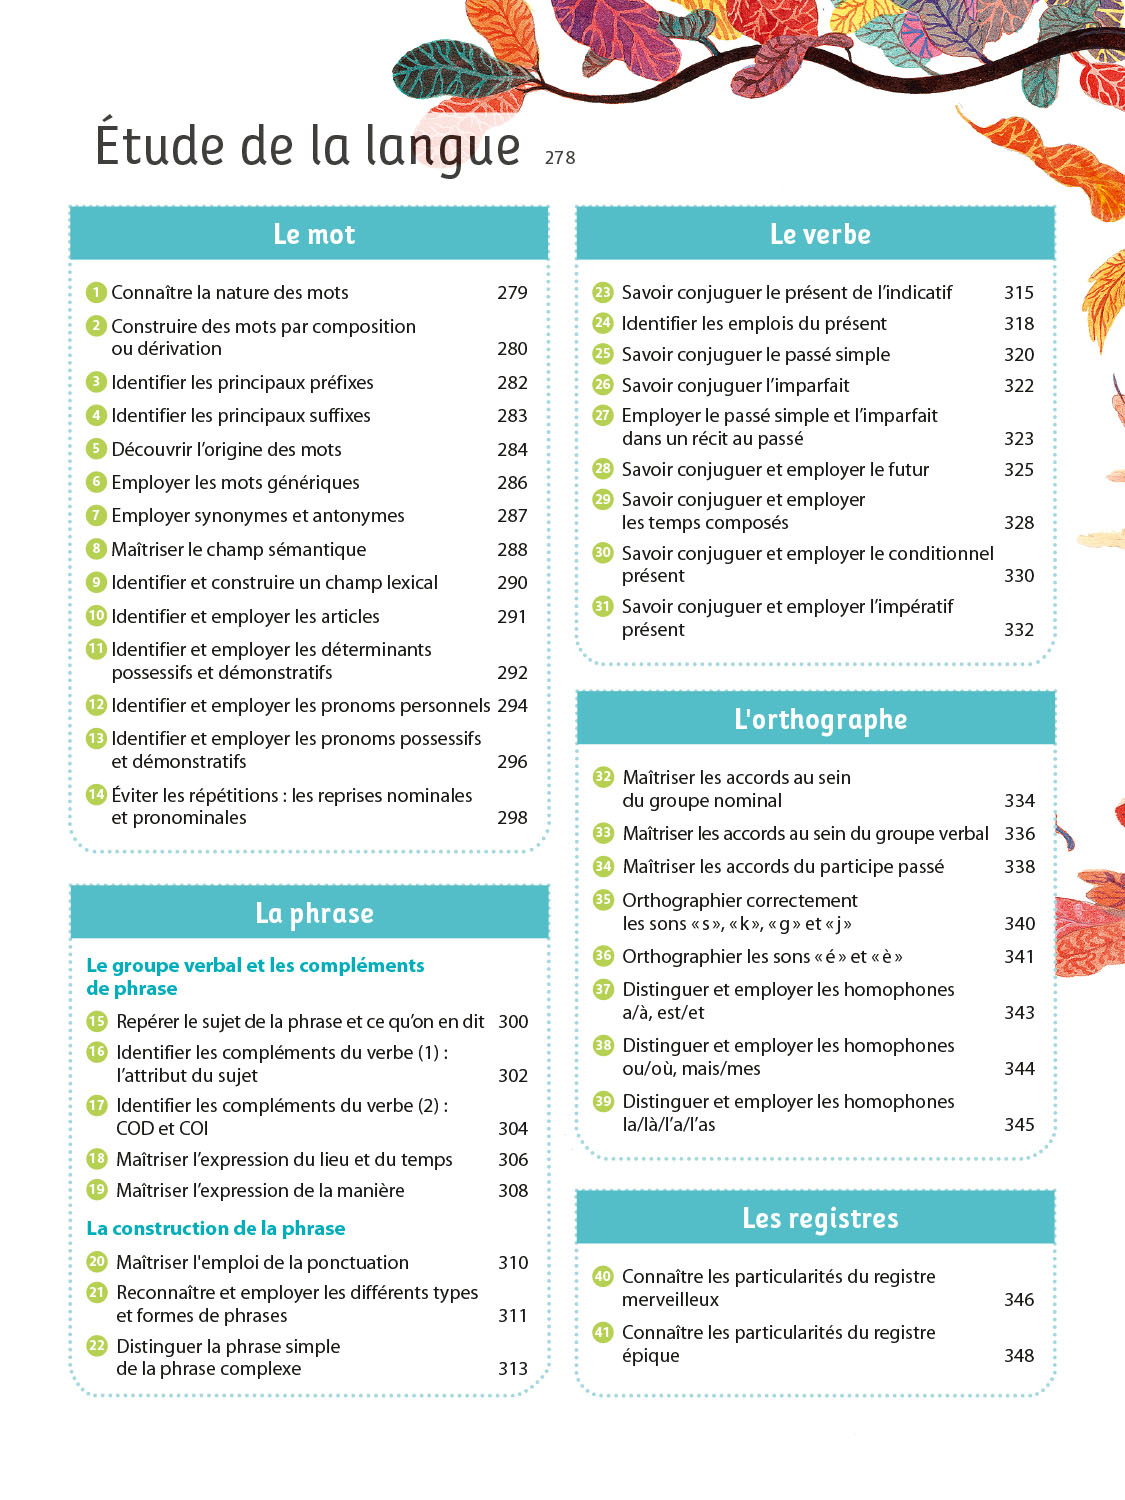 Étude de la langue 278
Le mot
1 Connaître la nature des mots 279
2 Construire des mots par composition
ou dérivation 280
3 Identifier les principaux préfixes 282
4 Identifier les principaux suffixes 283
5 Découvrir l’origine des mots 284
6 Employer les mots génériques 286
7 Employer synonymes et antonymes 287
8 Maîtriser le champ sémantique 288
9 Identifier et construire un champ lexical 290
10 Identifier et employer les articles 291
11 Identifier et employer les déterminants
possessifs et démonstratifs 292
12 Identifier et employer les pronoms personnels 294
13 Identifier et employer les pronoms possessifs
et démonstratifs 296
14 Éviter les répétitions : les reprises nominales
et pronominales 298
La phrase
Le groupe verbal et les compléments
de phrase
15 Repérer le sujet de la phrase et ce qu’on en dit 300
16 Identifier les compléments du verbe (1) :
l’attribut du sujet 302
17 Identifier les compléments du verbe (2) :
COD et COI 304
18 Maîtriser l’expression du lieu et du temps 306
19 Maîtriser l’expression de la manière 308
La construction de la phrase
20 Maîtriser l'emploi de la ponctuation 310
21 Reconnaître et employer les différents types
et formes de phrases 311
22 Distinguer la phrase simple
de la phrase complexe 313
Le verbe
23 Savoir conjuguer le présent de l’indicatif 315
24 Identifier les emplois du présent 318
25 Savoir conjuguer le passé simple 320
26 Savoir conjuguer l’imparfait 322
27 Employer le passé simple et l’imparfait
dans un récit au passé 323
28 Savoir conjuguer et employer le futur 325
29 Savoir conjuguer et employer
les temps composés 328
30 Savoir conjuguer et employer le conditionnel
présent 330
31 Savoir conjuguer et employer l’impératif
présent 332
L'orthographe
32 Maîtriser les accords au sein
du groupe nominal 334
33 Maîtriser les accords au sein du groupe verbal 336
34 Maîtriser les accords du participe passé 338
35 Orthographier correctement
les sons « s », « k », « g » et « j » 340
36 Orthographier les sons « é » et « è » 341
37 Distinguer et employer les homophones
a/à, est/et 343
38 Distinguer et employer les homophones
ou/où, mais/mes 344
39 Distinguer et employer les homophones
la/là/l’a/l’as 345
Les registres
40 Connaître les particularités du registre
merveilleux 346
41 Connaître les particularités du registre
épique 348